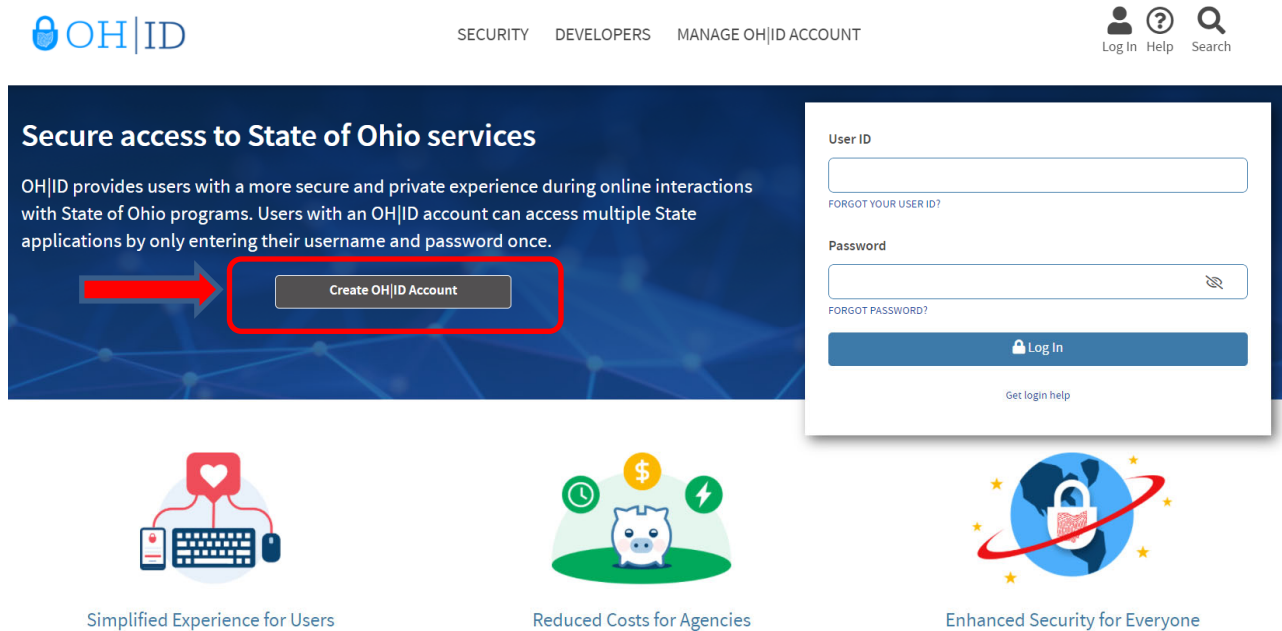 OH|ID
SECURITY DEVELOPERS MANAGE OH|ID ACCOUNT
Log In Help Search
Secure access to State of Ohio services
OH|ID provides users with a more secure and private experience during online interactions
with State of Ohio programs. Users with an OH|ID account can access multiple State
applications by only entering their username and password once.
Create OH|ID Account
User ID
FORGOT YOUR USER ID?
Password
FORGOT PASSWORD?
Log In
Get login help
Simplified Experience for Users
Reduced Costs for Agencies
Enhanced Security for Everyone